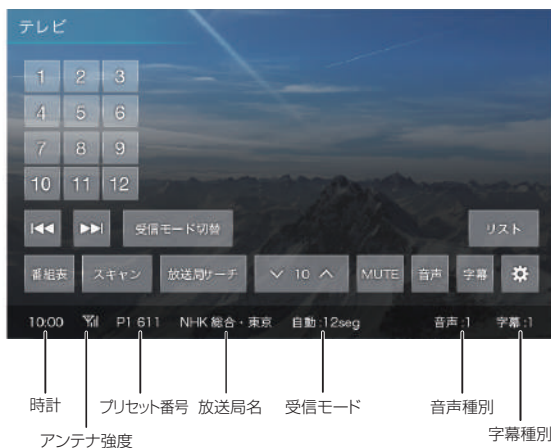 テレビ
1 2 3
4 5 6
7 8 9
10 11 12
受信モード切替 リスト
番組表 スキャン 放送局サーチ 10 MUTE 音声 字幕
10:00 P1 611 NHK 総合・東京 自動:12seg 音声:1 字幕:1
時計 プリセット番号 放送局名 受信モード 音声種別
アンテナ強度 字幕種別